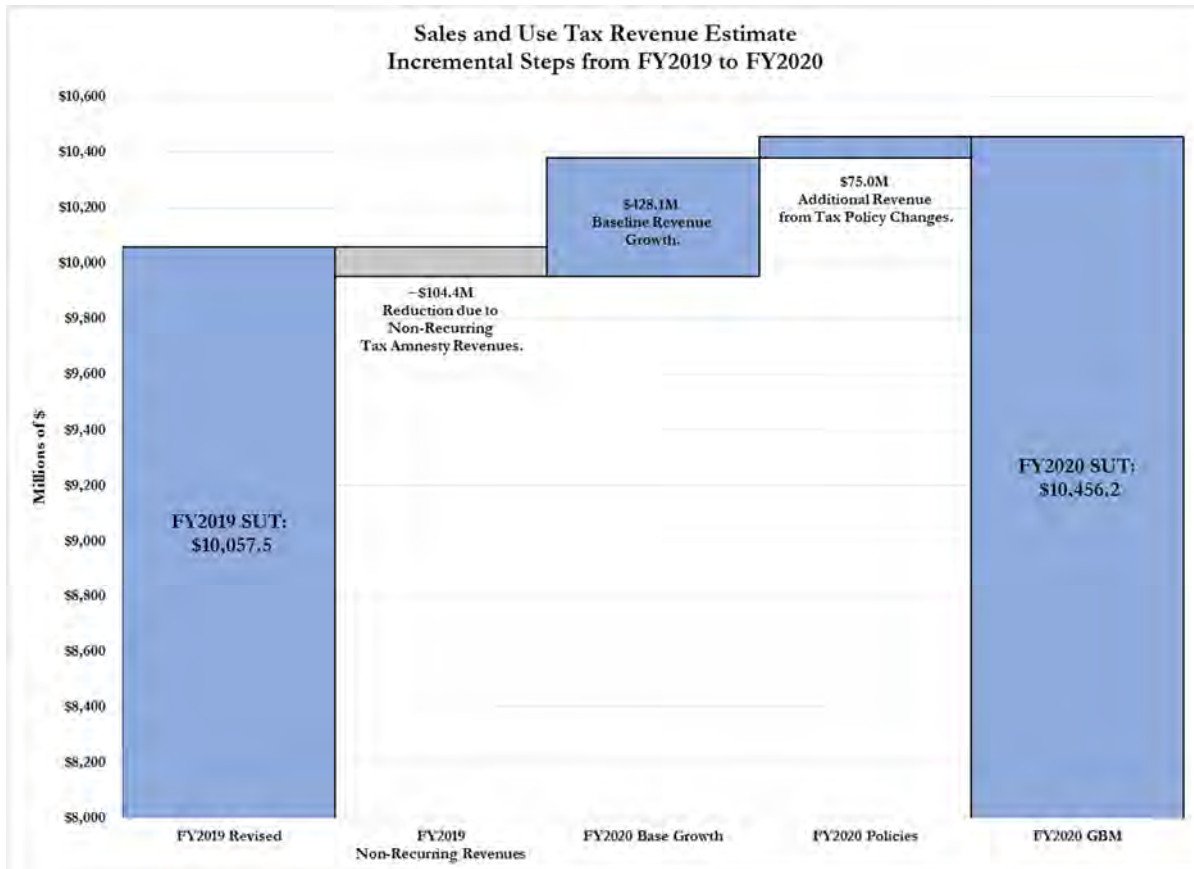 Sales and Use Tax Revenue Estimate
Incremental Steps from FY2019 to FY2020
$10,600
$10,400
$10,200
$10,000
$9,800
$9,600
$9,400
$9,200
$9,000
$8,800
$8,600
$8,400
$8,200
$8,000
Millions of $
FY2019 SUT:
$10,057.5
–$104.4M
Reduction due to
Non-Recurring
Tax Amnesty Revenues.
$428.1M
Baseline Revenue
Growth.
$75.0M
Additional Revenue
from Tax Policy Changes.
FY2020 SUT:
$10,456.2
FY2019 Revised
FY2019
Non-Recurring Revenues
FY2020 Base Growth
FY2020 Policies
FY2020 GBM